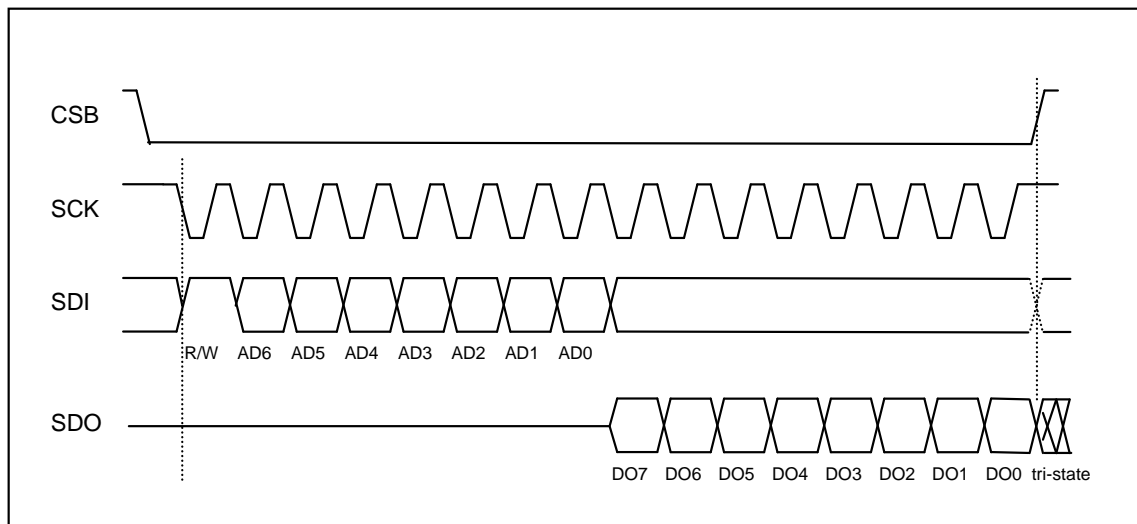 CSB
SCK
SDI
R/W AD6 AD5 AD4 AD3 AD2 AD1 AD0
SDO
DO7 DO6 DO5 DO4 DO3 DO2 DO1 DO0 tri-state